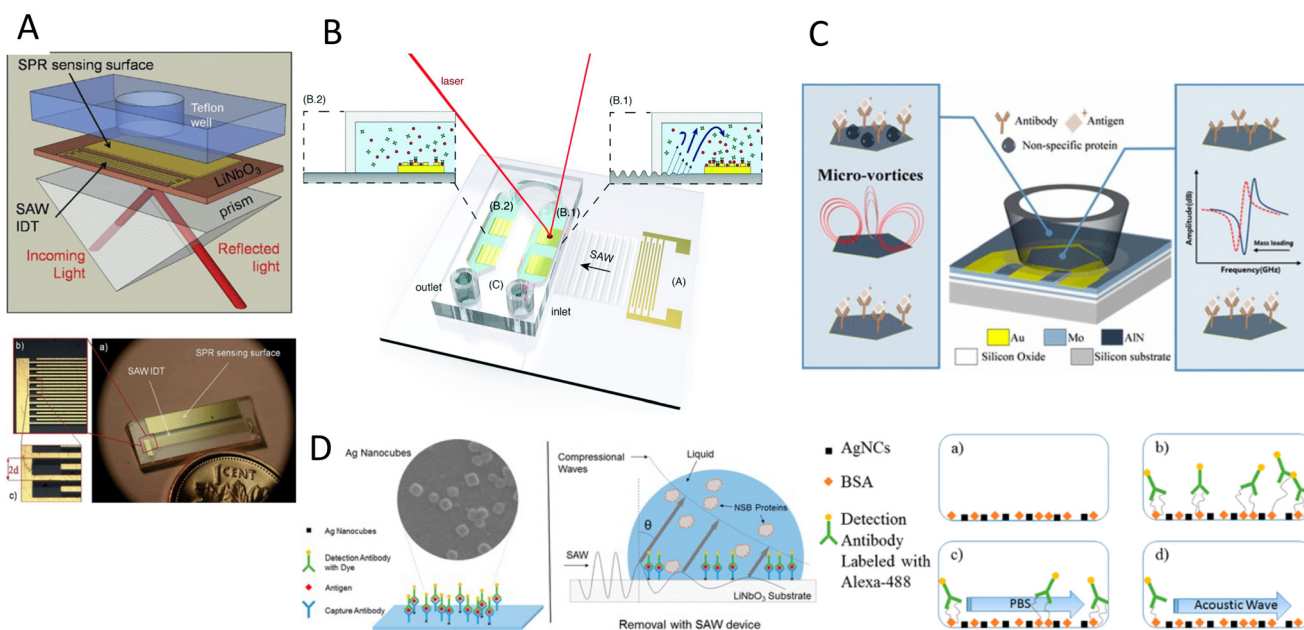 A
SPR sensing surface
Teflon
well
LiNbO3
SAW
IDT
prism
Incoming
Light
Reflected
light
b)
a)
SPR sensing surface
SAW IDT
2d
c)
1 CENT
B
laser
(B.2)
(B.1)
(B.2)
(B.1)
SAW
(A)
(C)
outlet
inlet
C
Antibody
Antigen
Non-specific protein
Micro-vortices
Amplitude(dB)
Mass loading
Frequency(GHz)
Au
Mo
AlN
Silicon Oxide
Silicon substrate
D
Ag Nanocubes
Ag Nanocubes
Detection Antibody
with Dye
Antigen
Capture Antibody
Compressional
Waves
Liquid
NSB Proteins
θ
SAW
LiNbO3 Substrate
Removal with SAW device
AgNCs
BSA
Detection
Antibody
Labeled with
Alexa-488
a)
b)
c)
PBS
d)
Acoustic Wave